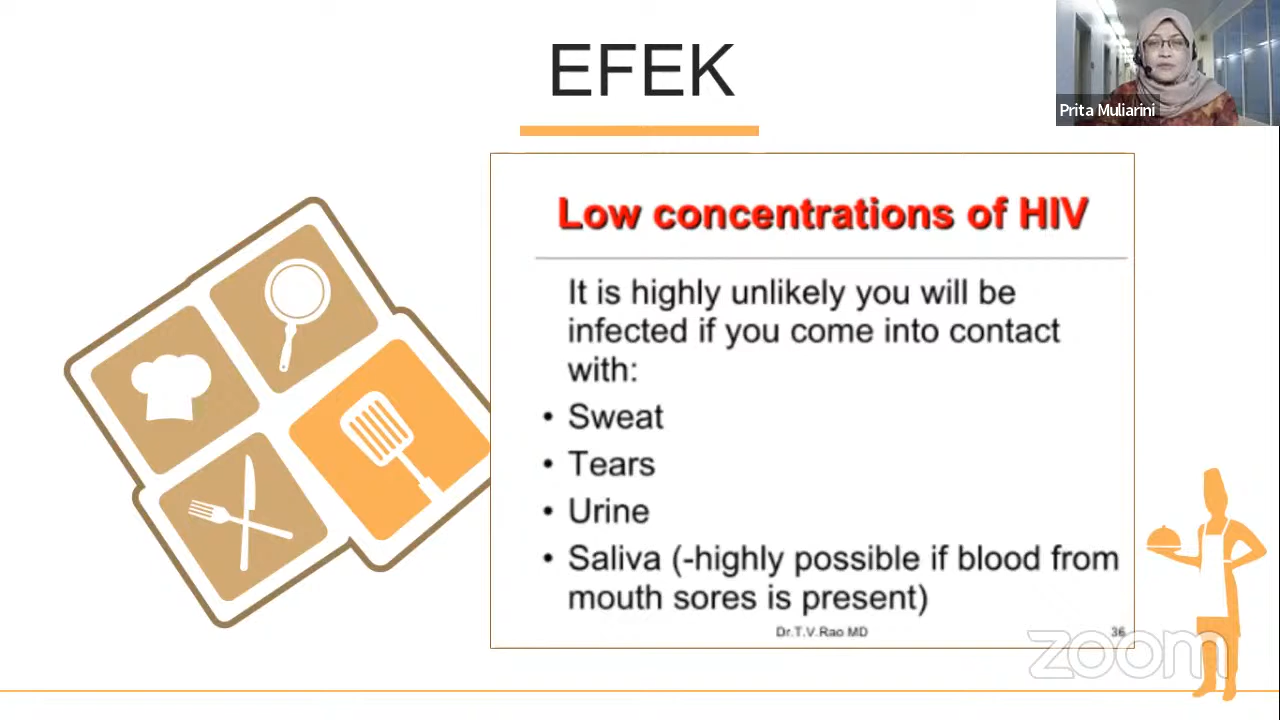 EFEK
Prita Muliarini
Low concentrations of HIV
It is highly unlikely you will be
infected if you come into contact
with:
• Sweat
• Tears
• Urine
• Saliva (-highly possible if blood from
mouth sores is present)
Dr.T.V.Rao MD
36
zoom